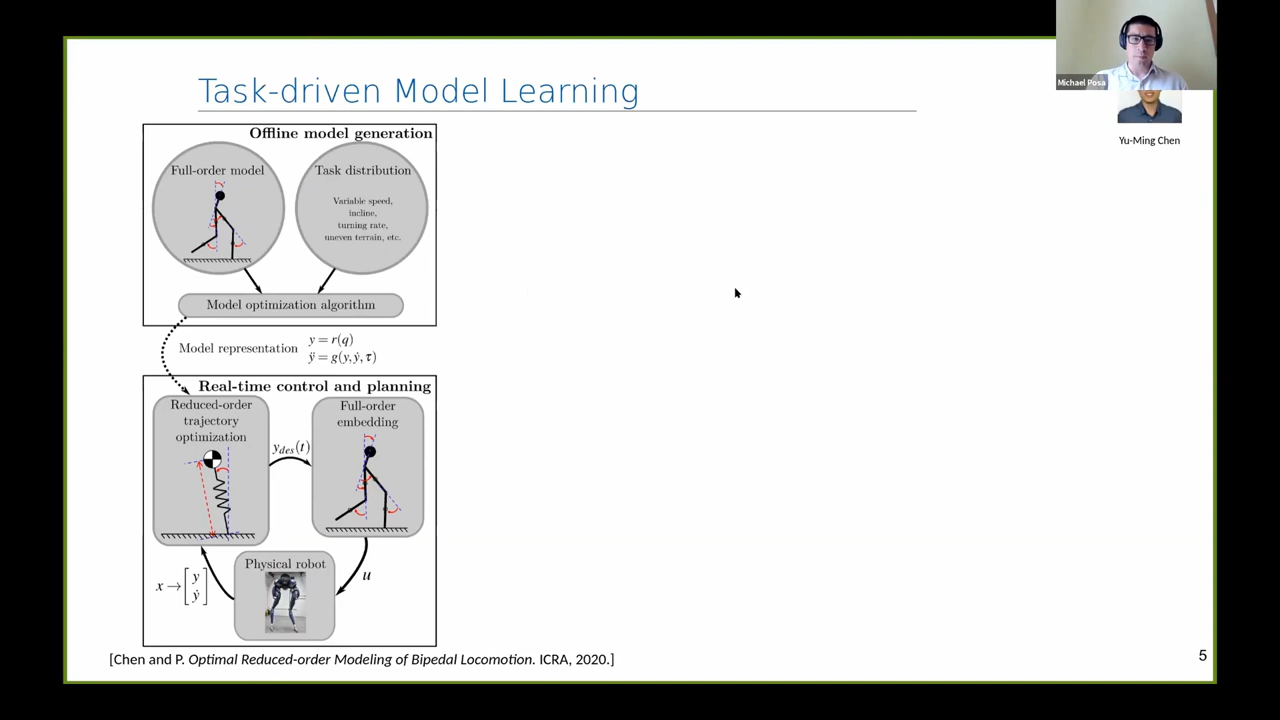 Task-driven Model Learning
Michael Posa
Yu-Ming Chen
Offline model generation
Full-order model
Task distribution
Variable speed,
incline,
turning rate,
uneven terrain, etc.
Model optimization algorithm
Model representation
y = r(q)
ÿ = g(y, ẏ, τ)
Real-time control and planning
Reduced-order
trajectory
optimization
y_des(t)
Full-order
embedding
Physical robot
x → [y ẏ]
u
[Chen and P. Optimal Reduced-order Modeling of Bipedal Locomotion. ICRA, 2020.]
5